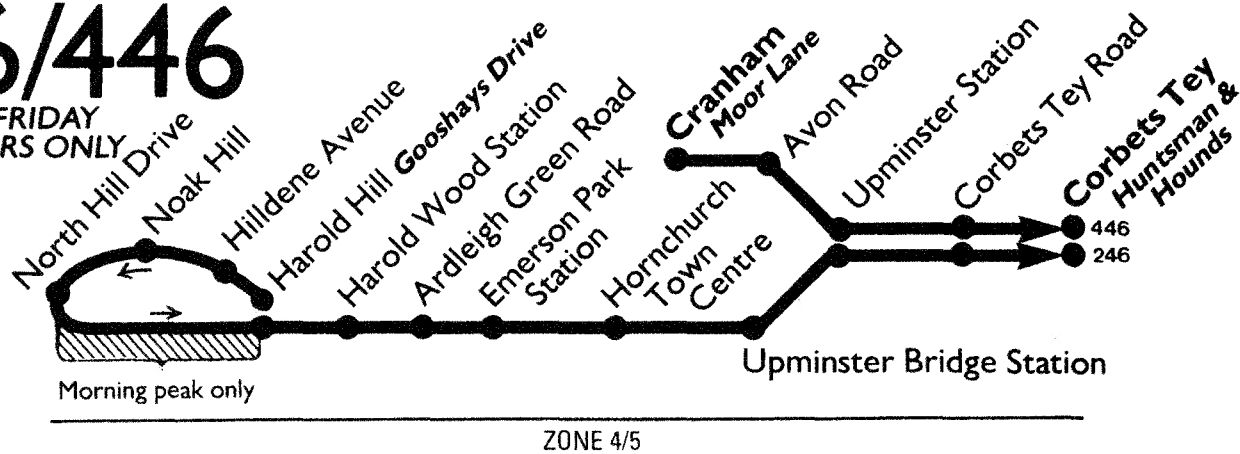 6/446
FRIDAY
RS ONLY
North Hill Drive
Noak Hill
Hilldene Avenue
Harold Hill Gooshays Drive
Harold Wood Station
Ardleigh Green Road
Emerson Park
Station
Hornchurch
Town
Centre
Cranham
Moor Lane
Avon Road
Upminster Station
Corbets Tey Road
Corbets Tey
Huntsman &
Hounds
446
246
Upminster Bridge Station
Morning peak only
ZONE 4/5